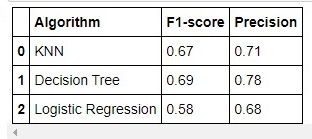 Algorithm F1-score Precision
0 KNN 0.67 0.71
1 Decision Tree 0.69 0.78
2 Logistic Regression 0.58 0.68